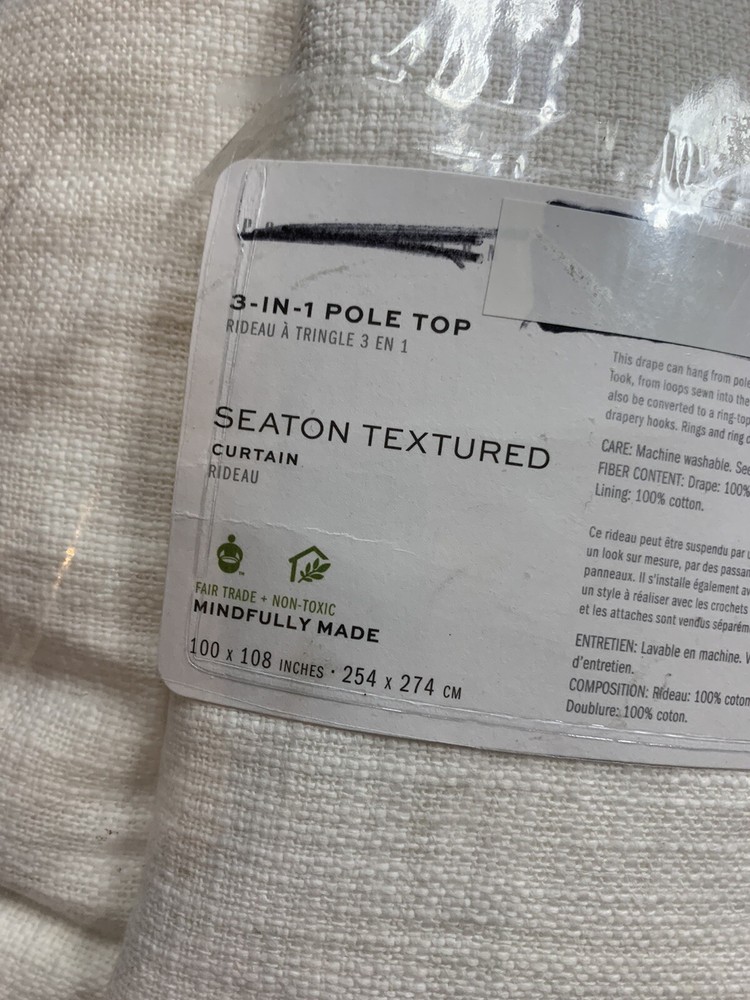 3-IN-1 POLE TOP
RIDEAU À TRINGLE 3 EN 1
SEATON TEXTURED
CURTAIN
RIDEAU
FAIR TRADE + NON-TOXIC
MINDFULLY MADE
100 x 108 INCHES · 254 x 274 CM
This drape can hang from pole
look, from loops sewn into the
also be converted to a ring-top
drapery hooks. Rings and ring
CARE: Machine washable. See
FIBER CONTENT: Drape: 100%
Lining: 100% cotton.
Ce rideau peut être suspendu par
un look sur mesure, par des passan
panneaux. Il s'installe également av
un style à réaliser avec les crochets
et les attaches sont vendus séparém
ENTRETIEN: Lavable en machine. V
d'entretien.
COMPOSITION: Rideau: 100% coton
Doublure: 100% coton.